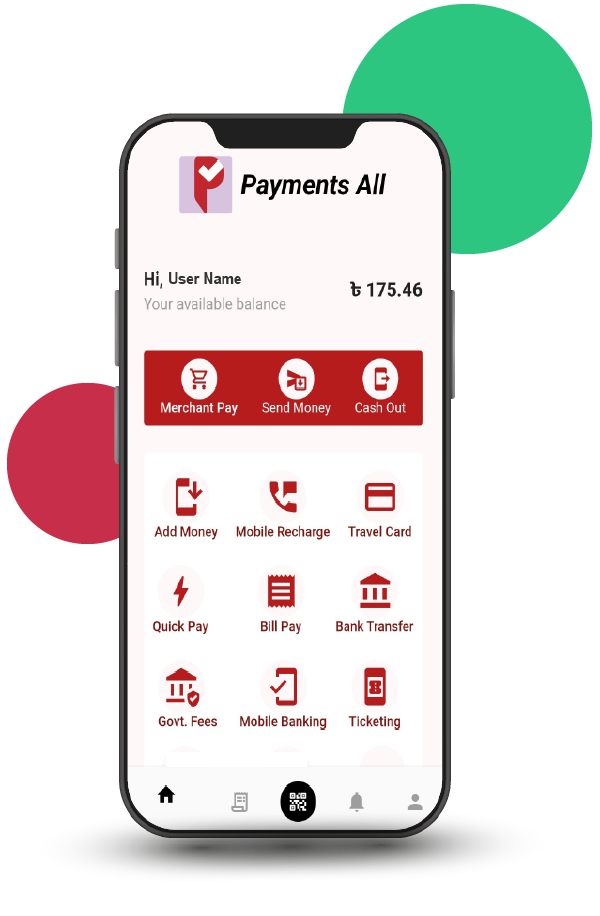 Payments All
Hi, User Name
৳ 175.46
Your available balance
Merchant Pay Send Money Cash Out
Add Money Mobile Recharge Travel Card
Quick Pay Bill Pay Bank Transfer
Govt. Fees Mobile Banking Ticketing